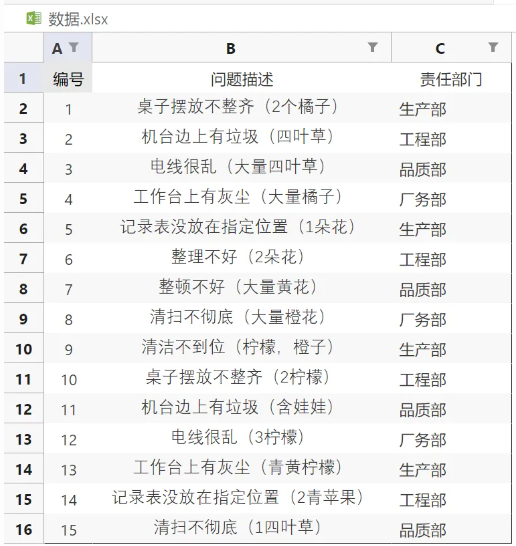 数据.xlsx
A B C
1 编号 问题描述 责任部门
2 1 桌子摆放不整齐（2个橘子） 生产部
3 2 机台边上有垃圾（四叶草） 工程部
4 3 电线很乱（大量四叶草） 品质部
5 4 工作台上有灰尘（大量橘子） 厂务部
6 5 记录表没放在指定位置（1朵花） 生产部
7 6 整理不好（2朵花） 工程部
8 7 整顿不好（大量黄花） 品质部
9 8 清扫不彻底（大量橙花） 厂务部
10 9 清洁不到位（柠檬，橙子） 生产部
11 10 桌子摆放不整齐（2柠檬） 工程部
12 11 机台边上有垃圾（含娃娃） 品质部
13 12 电线很乱（3柠檬） 厂务部
14 13 工作台上有灰尘（青黄柠檬） 生产部
15 14 记录表没放在指定位置（2青苹果） 工程部
16 15 清扫不彻底（1四叶草） 品质部